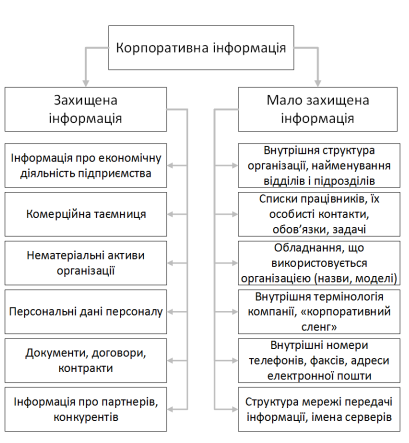 Корпоративна інформація
Захищена
інформація
Інформація про економічну
діяльність підприємства
Комерційна таємниця
Нематеріальні активи
організації
Персональні дані персоналу
Документи, договори,
контракти
Інформація про партнерів,
конкурентів
Мало захищена
інформація
Внутрішня структура
організації, найменування
відділів і підрозділів
Списки працівників, їх
особисті контакти,
обов’язки, задачі
Обладнання, що
використовується
організацією (назви, моделі)
Внутрішня термінологія
компанії, «корпоративний
сленг»
Внутрішні номери
телефонів, факсів, адреси
електронної пошти
Структура мережі передачі
інформації, імена серверів